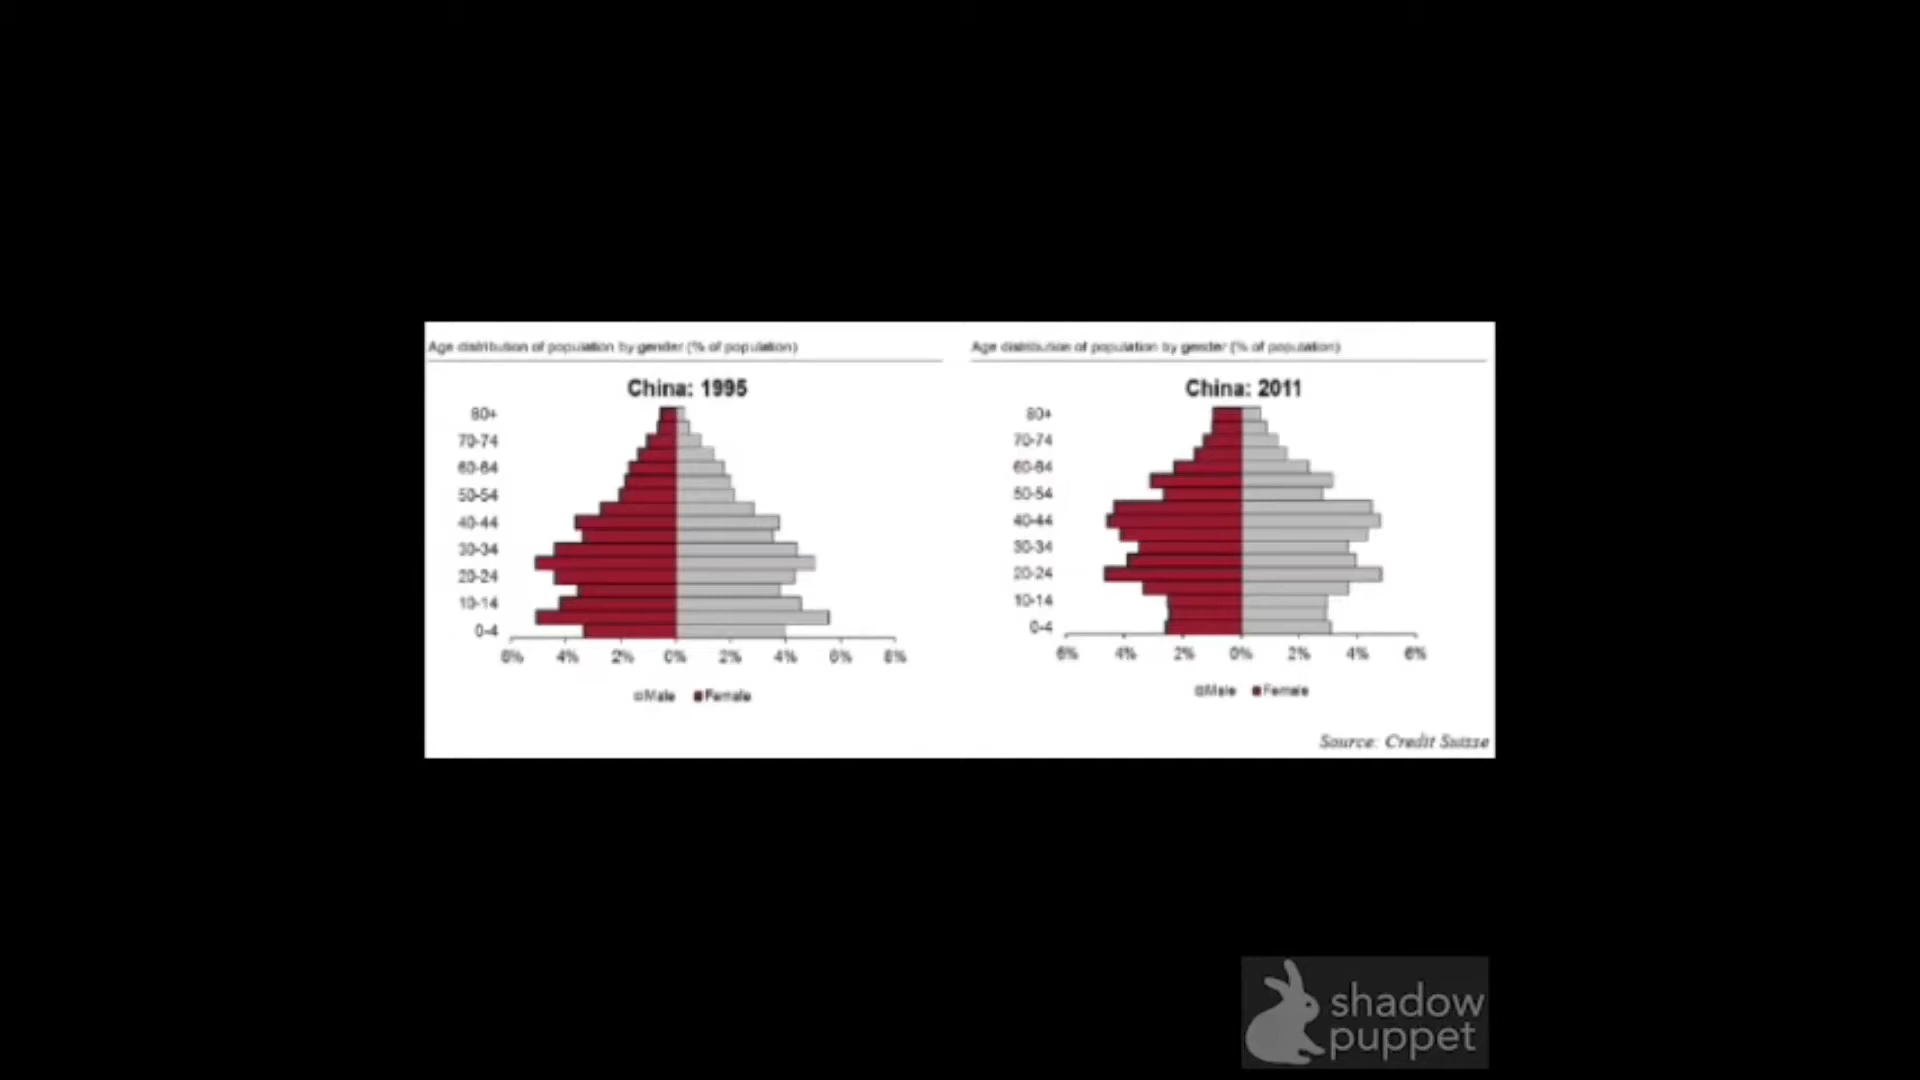 Age distribution of population by gender (% of population)
China: 1995
80+
70-74
60-64
50-54
40-44
30-34
20-24
10-14
0-4
6% 4% 2% 0% 2% 4% 6% 8%
Male Female
Age distribution of population by gender (% of population)
China: 2011
80+
70-74
60-64
50-54
40-44
30-34
20-24
10-14
0-4
6% 4% 2% 0% 2% 4% 6%
Male Female
Source: Credit Suisse
shadow
puppet